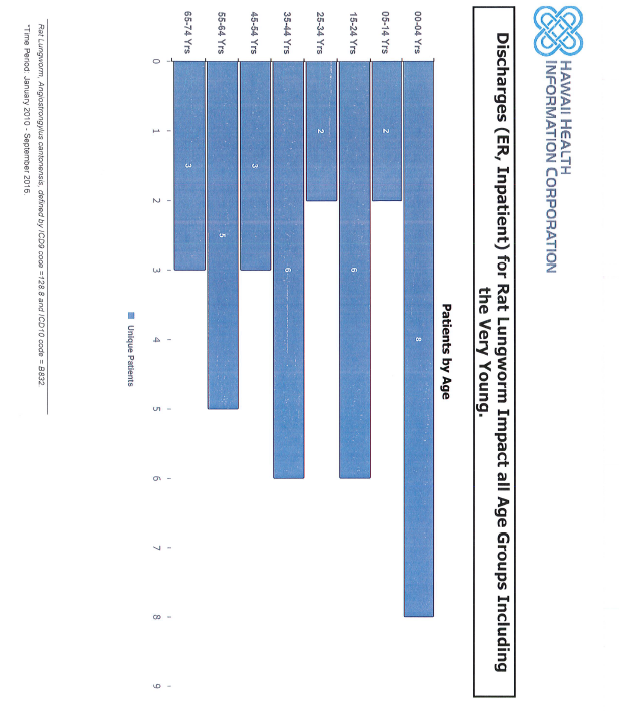 HAWAII HEALTH
INFORMATION CORPORATION
Discharges (ER, Inpatient) for Rat Lungworm Impact all Age Groups Including
the Very Young.
Patients by Age
00-04 Yrs
8
05-14 Yrs
2
15-24 Yrs
6
25-34 Yrs
2
35-44 Yrs
6
45-54 Yrs
3
55-64 Yrs
5
65-74 Yrs
3
0 1 2 3 4 5 6 7 8 9
Unique Patients
Rat Lungworm, Angiostrongylus cantonensis, defined by ICD9 code = 128.8 and ICD10 code = B832.
*Time Period: January 2010 - September 2016.